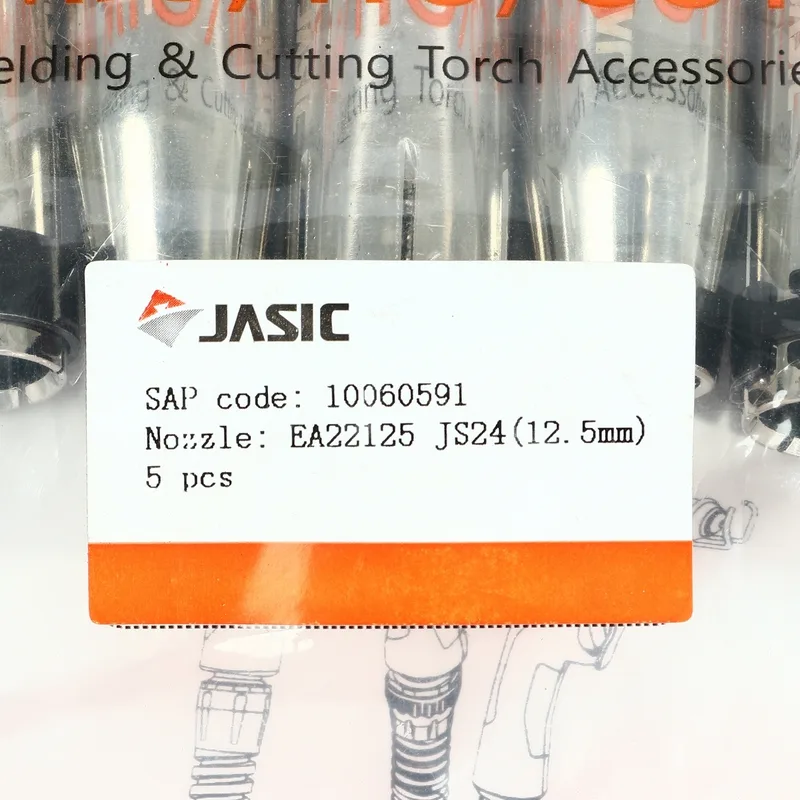 elding & Cutting Torch Accessorie
JASIC
SAP code: 10060591
Nozzle: EA22125 JS24(12.5mm)
5 pcs